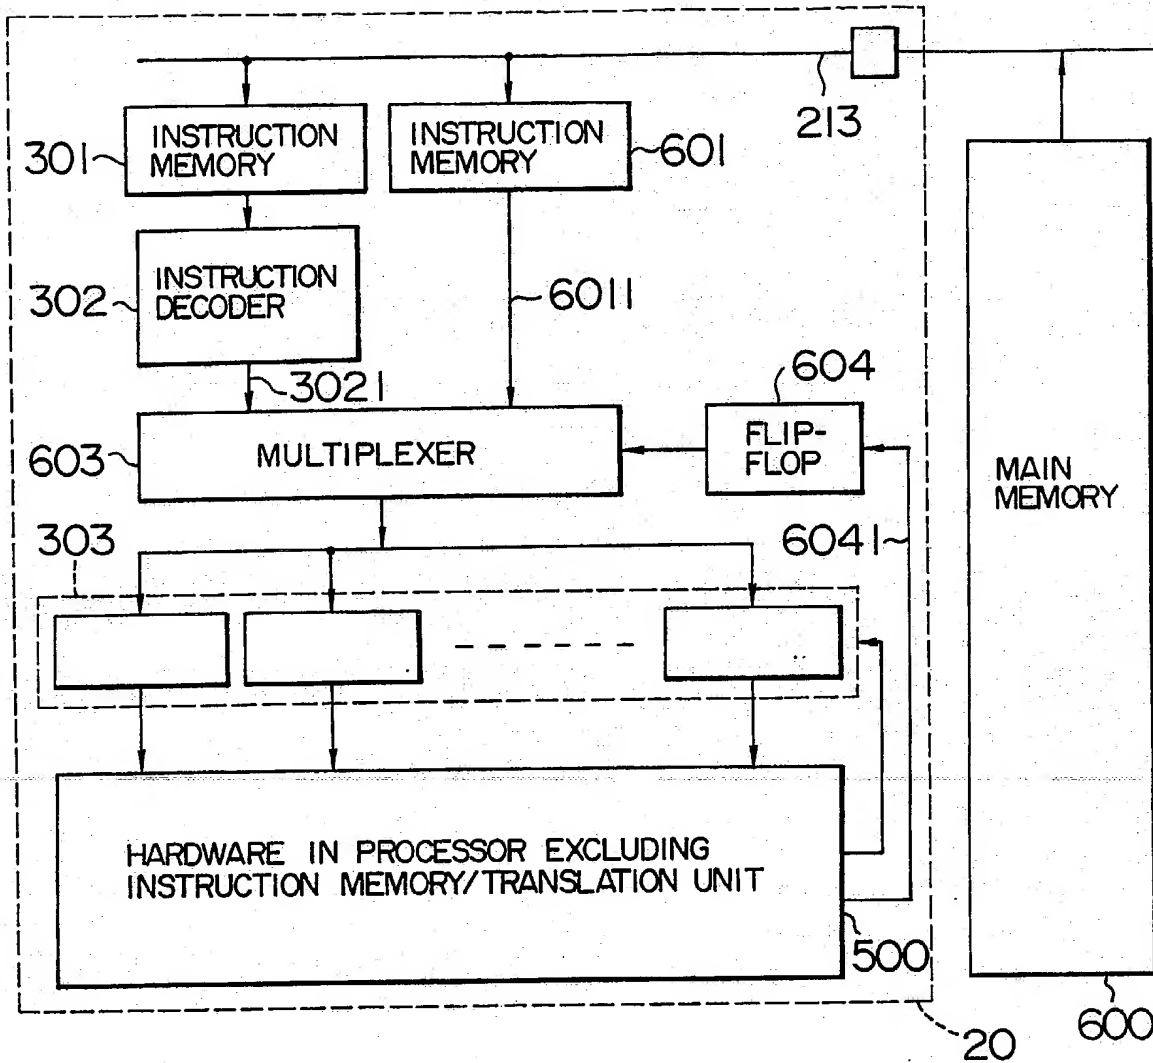 213
INSTRUCTION
MEMORY
301
INSTRUCTION
MEMORY
601
INSTRUCTION
DECODER
302
6011
3021
604
MULTIPLEXER
603
FLIP-
FLOP
MAIN
MEMORY
303
6041
HARDWARE IN PROCESSOR EXCLUDING
INSTRUCTION MEMORY/TRANSLATION UNIT
500
20
600